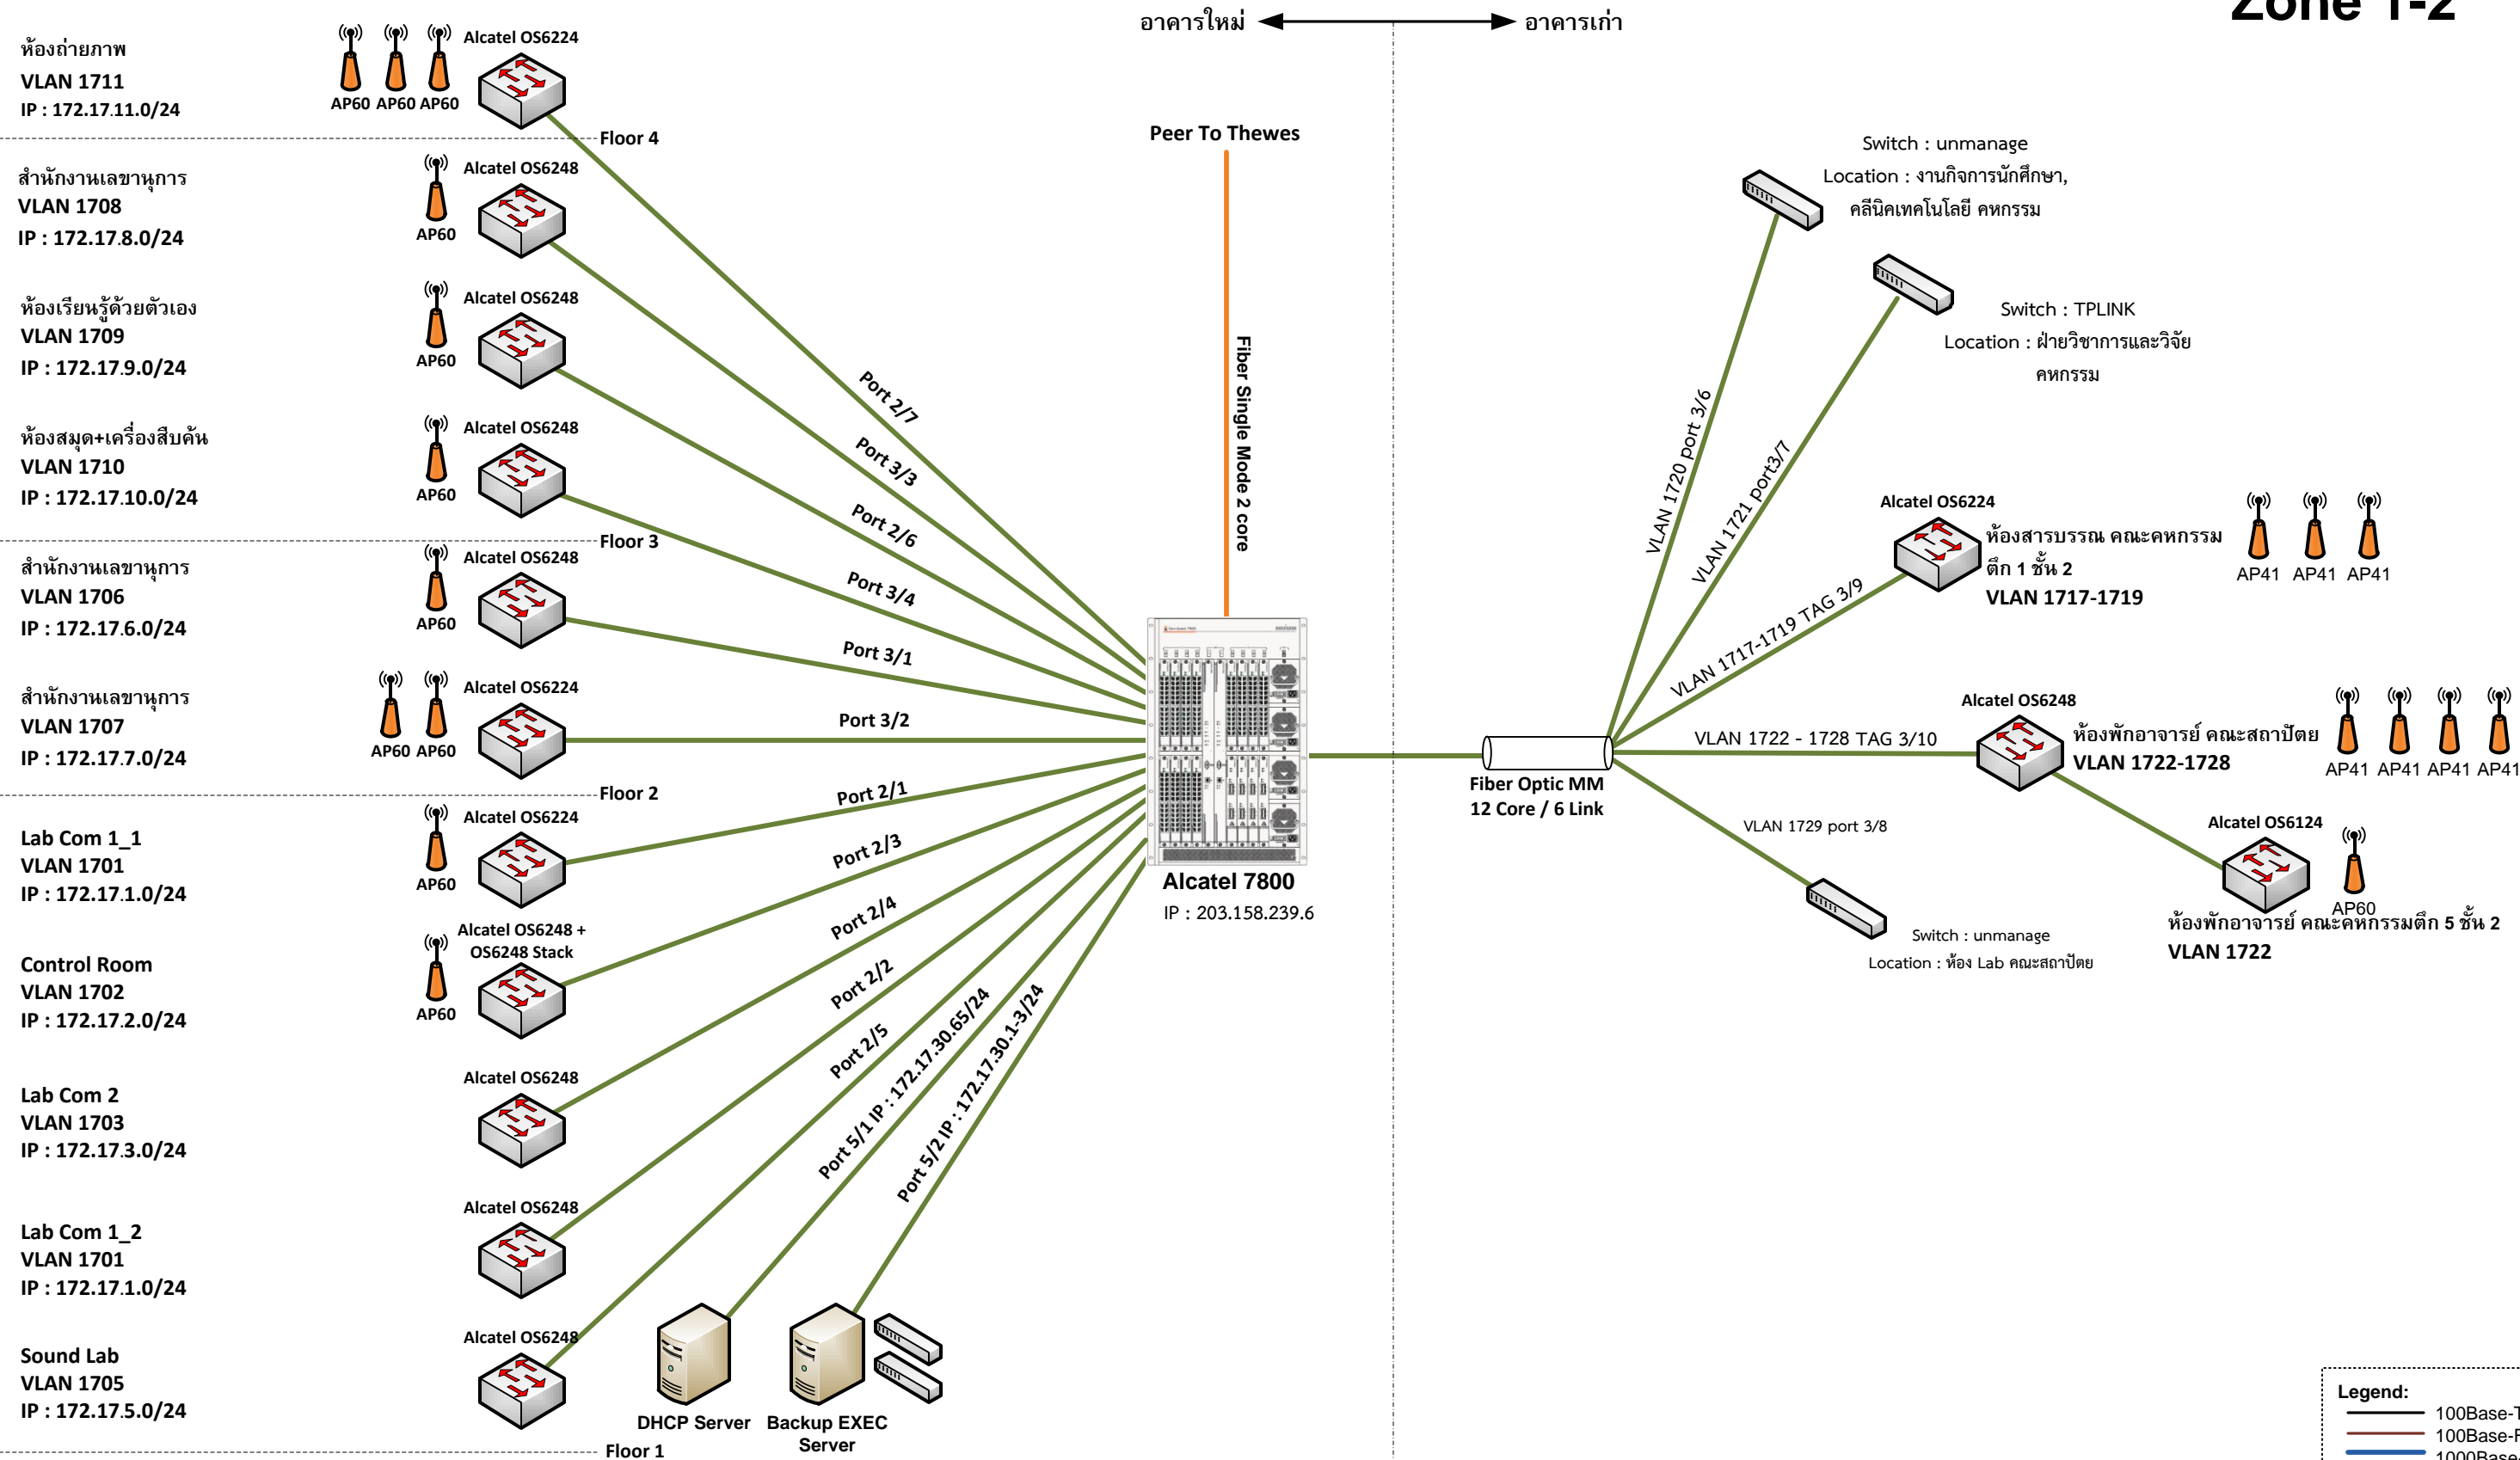 Zone 1-2
อาคารใหม่
อาคารเก่า
ห้องถ่ายภาพ
VLAN 1711
IP : 172.17.11.0/24
AP60 AP60 AP60
Alcatel OS6224
Floor 4
สำนักงานเลขานุการ
VLAN 1708
IP : 172.17.8.0/24
AP60
Alcatel OS6248
ห้องเรียนรู้ด้วยตัวเอง
VLAN 1709
IP : 172.17.9.0/24
AP60
Alcatel OS6248
ห้องสมุด+เครื่องสืบค้น
VLAN 1710
IP : 172.17.10.0/24
AP60
Alcatel OS6248
Floor 3
สำนักงานเลขานุการ
VLAN 1706
IP : 172.17.6.0/24
AP60
Alcatel OS6248
สำนักงานเลขานุการ
VLAN 1707
IP : 172.17.7.0/24
AP60 AP60
Alcatel OS6224
Floor 2
Lab Com 1_1
VLAN 1701
IP : 172.17.1.0/24
AP60
Alcatel OS6224
Control Room
VLAN 1702
IP : 172.17.2.0/24
AP60
Alcatel OS6248 +
OS6248 Stack
Lab Com 2
VLAN 1703
IP : 172.17.3.0/24
Alcatel OS6248
Lab Com 1_2
VLAN 1701
IP : 172.17.1.0/24
Alcatel OS6248
Sound Lab
VLAN 1705
IP : 172.17.5.0/24
Alcatel OS6248
Floor 1
DHCP Server
Backup EXEC
Server
Port 2/7
Port 3/3
Port 2/6
Port 3/4
Port 3/1
Port 3/2
Port 2/1
Port 2/3
Port 2/4
Port 2/2
Port 2/5
Port 5/1 IP : 172.17.30.65/24
Port 5/2 IP : 172.17.30.1-3/24
Peer To Thewes
Fiber Single Mode 2 core
Alcatel 7800
IP : 203.158.239.6
Fiber Optic MM
12 Core / 6 Link
VLAN 1720 port 3/6
VLAN 1721 port3/7
VLAN 1717-1719 TAG 3/9
VLAN 1722 - 1728 TAG 3/10
VLAN 1729 port 3/8
Switch : unmanage
Location : งานกิจการนักศึกษา,
คลีนิคเทคโนโลยี คหกรรม
Switch : TPLINK
Location : ฝ่ายวิชาการและวิจัย
คหกรรม
Alcatel OS6224
ห้องสารบรรณ คณะคหกรรม
ตึก 1 ชั้น 2
VLAN 1717-1719
AP41 AP41 AP41
Alcatel OS6248
ห้องพักอาจารย์ คณะสถาปัตย
VLAN 1722-1728
AP41 AP41 AP41 AP41
Alcatel OS6124
AP60
ห้องพักอาจารย์ คณะคหกรรมตึก 5 ชั้น 2
VLAN 1722
Switch : unmanage
Location : ห้อง Lab คณะสถาปัตย
Legend:
100Base-T
100Base-F
1000Base-